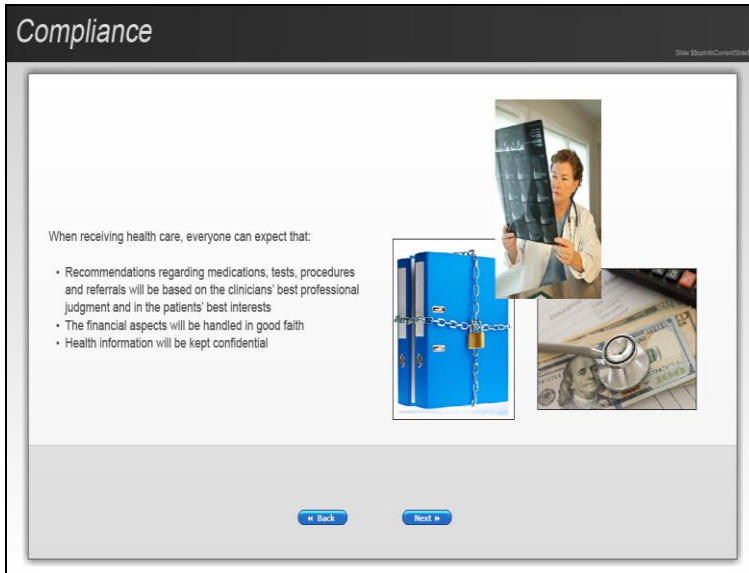 Compliance
When receiving health care, everyone can expect that:
• Recommendations regarding medications, tests, procedures
and referrals will be based on the clinicians' best professional
judgment and in the patients' best interests
• The financial aspects will be handled in good faith
• Health information will be kept confidential
« Back
Next »